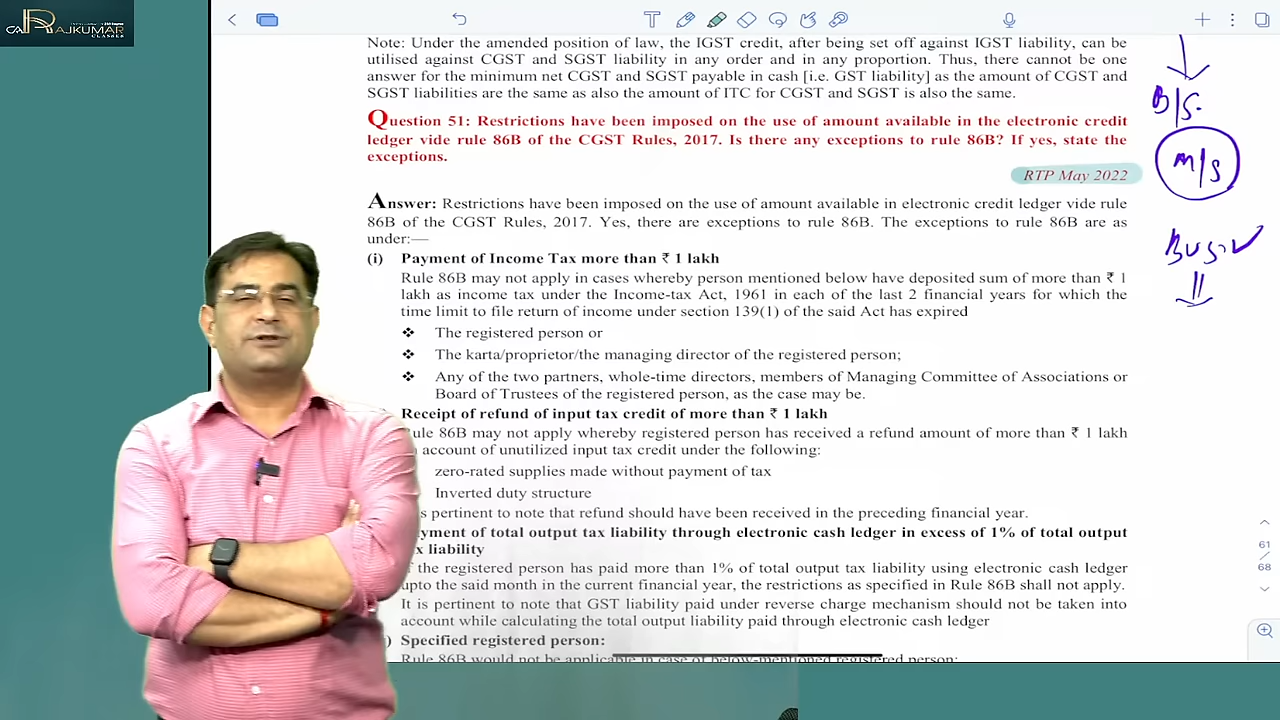 CA RAJKUMAR
CLASSES
Note: Under the amended position of law, the IGST credit, after being set off against IGST liability, can be
utilised against CGST and SGST liability in any order and in any proportion. Thus, there cannot be one
answer for the minimum net CGST and SGST payable in cash [i.e. GST liability] as the amount of CGST and
SGST liabilities are the same as also the amount of ITC for CGST and SGST is also the same.
Question 51: Restrictions have been imposed on the use of amount available in the electronic credit
ledger vide rule 86B of the CGST Rules, 2017. Is there any exceptions to rule 86B? If yes, state the
exceptions.
RTP May 2022
Answer: Restrictions have been imposed on the use of amount available in electronic credit ledger vide rule
86B of the CGST Rules, 2017. Yes, there are exceptions to rule 86B. The exceptions to rule 86B are as
under:—
(i) Payment of Income Tax more than ₹ 1 lakh
Rule 86B may not apply in cases whereby person mentioned below have deposited sum of more than ₹ 1
lakh as income tax under the Income-tax Act, 1961 in each of the last 2 financial years for which the
time limit to file return of income under section 139(1) of the said Act has expired
❖ The registered person or
❖ The karta/proprietor/the managing director of the registered person;
❖ Any of the two partners, whole-time directors, members of Managing Committee of Associations or
Board of Trustees of the registered person, as the case may be.
Receipt of refund of input tax credit of more than ₹ 1 lakh
ule 86B may not apply whereby registered person has received a refund amount of more than ₹ 1 lakh
account of unutilized input tax credit under the following:
zero-rated supplies made without payment of tax
Inverted duty structure
s pertinent to note that refund should have been received in the preceding financial year.
yment of total output tax liability through electronic cash ledger in excess of 1% of total output
x liability
f the registered person has paid more than 1% of total output tax liability using electronic cash ledger
upto the said month in the current financial year, the restrictions as specified in Rule 86B shall not apply.
It is pertinent to note that GST liability paid under reverse charge mechanism should not be taken into
account while calculating the total output liability paid through electronic cash ledger
) Specified registered person:
Rule 86B would not be applicable in case of below-mentioned registered person:
B/S.
M/S
61
68